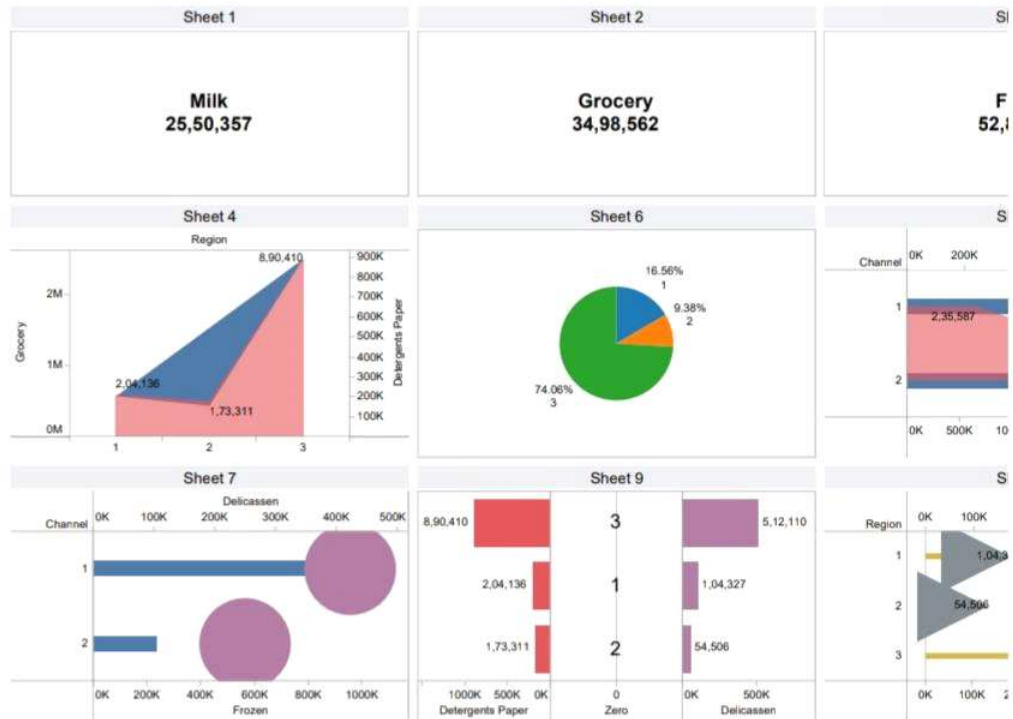 Sheet 1
Sheet 2
Milk
25,50,357
Grocery
34,98,562
F
52,
Sheet 4
Sheet 6
Region
8,90,410
900K
800K
700K
600K
500K
400K
300K
200K
100K
2M
1M
0M
Grocery
Detergents Paper
2,04,136
1,73,311
1 2 3
16.56%
1
9.38%
2
74.06%
3
Channel
0K 200K
1
2,35,587
2
0K 500K 10
Sheet 7
Sheet 9
Delicassen
Channel
0K 100K 200K 300K 400K 500K
1
2
0K 200K 400K 600K 800K 1000K
Frozen
8,90,410 3 5,12,110
2,04,136 1 1,04,327
1,73,311 2 54,506
1000K 500K 0K 0 0K 500K
Detergents Paper Zero Delicassen
Region
0K 100K
1
1,04,3
2
54,506
3
0K 100K 2